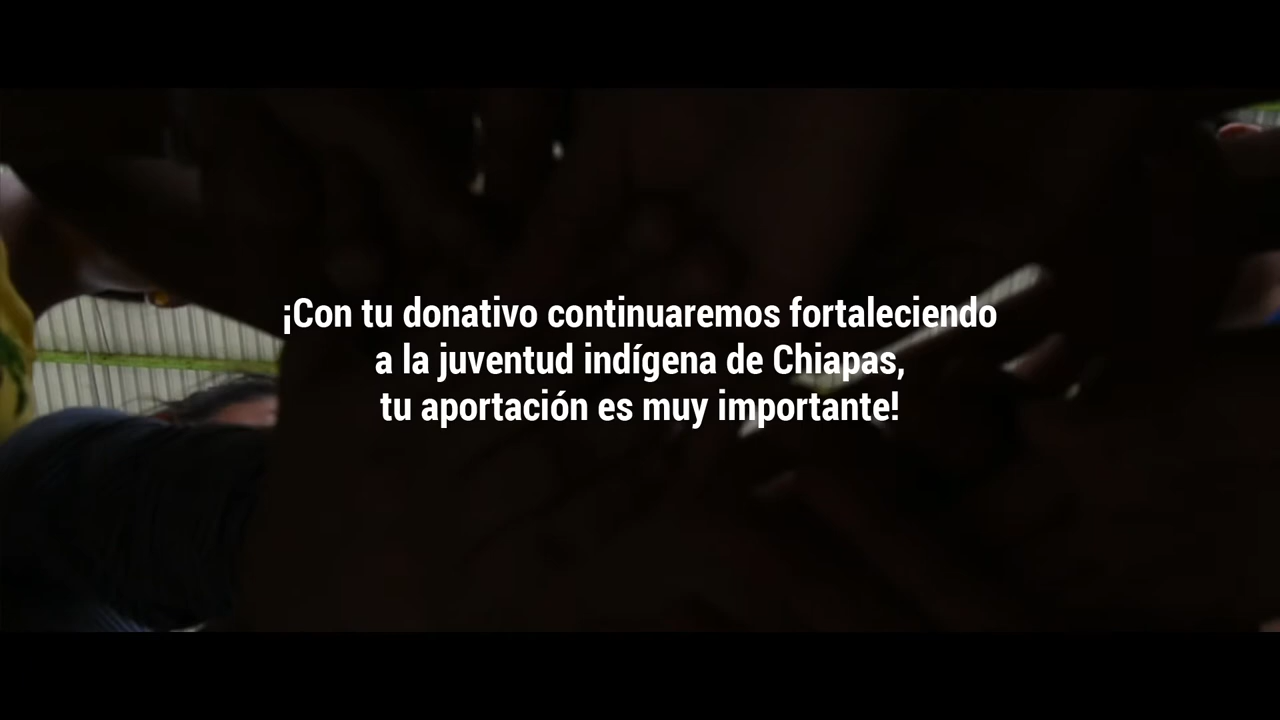 ¡Con tu donativo continuaremos fortaleciendo
a la juventud indígena de Chiapas,
tu aportación es muy importante!